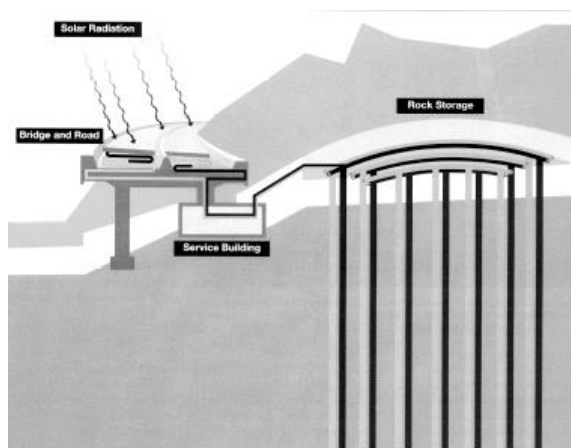 Solar Radiation
Rock Storage
Bridge and Road
Service Building